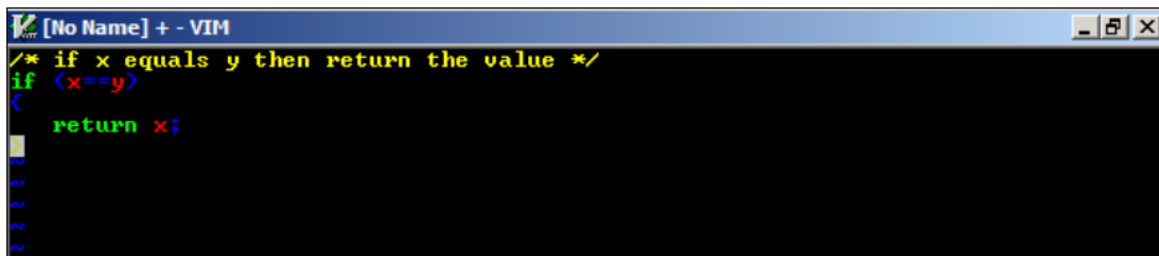 [No Name] + - VIM
/* if x equals y then return the value */
if (x==y)
{
return x;
}
~
~
~
~
~